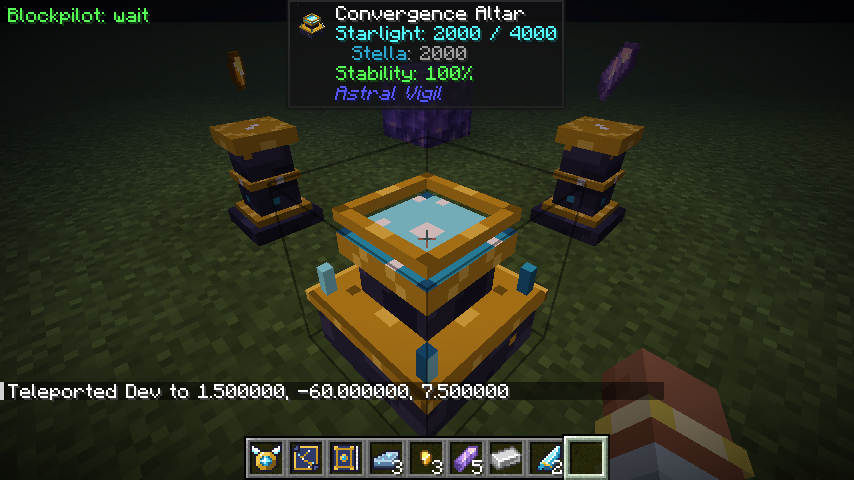 Blockpilot: wait
Convergence Altar
Starlight: 2000 / 4000
Stella: 2000
Stability: 100%
Astral Vigil
Teleported Dev to 1.500000, -60.000000, 7.500000
3
3
5
2